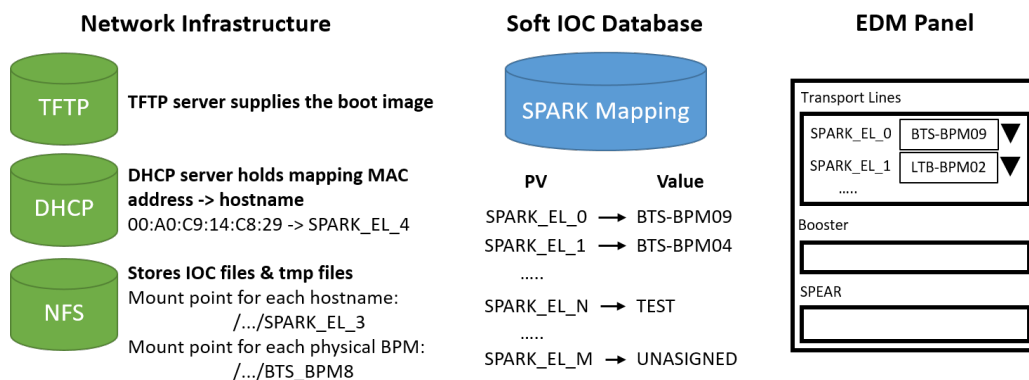 Network Infrastructure
TFTP
TFTP server supplies the boot image
DHCP
DHCP server holds mapping MAC
address -> hostname
00:A0:C9:14:C8:29 -> SPARK_EL_4
NFS
Stores IOC files & tmp files
Mount point for each hostname:
/.../SPARK_EL_3
Mount point for each physical BPM:
/.../BTS_BPM8
Soft IOC Database
SPARK Mapping
PV Value
SPARK_EL_0 BTS-BPM09
SPARK_EL_1 BTS-BPM04
.....
SPARK_EL_N TEST
.....
SPARK_EL_M UNASIGNED
EDM Panel
Transport Lines
SPARK_EL_0 BTS-BPM09
SPARK_EL_1 LTB-BPM02
.....
Booster
SPEAR